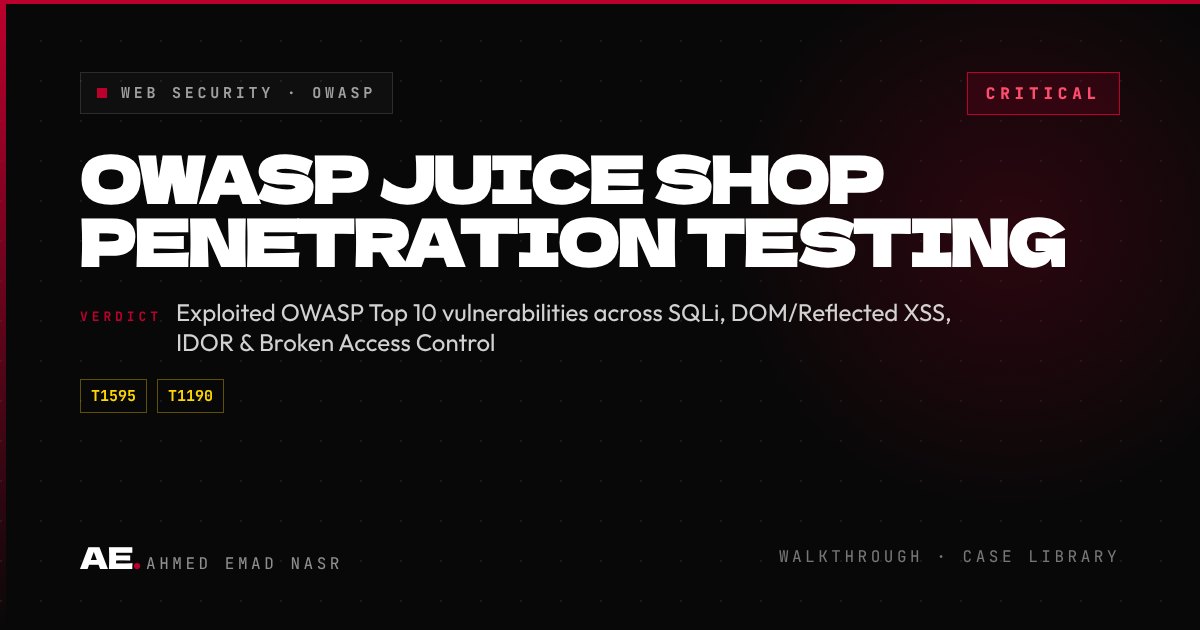 WEB SECURITY · OWASP
CRITICAL
OWASP JUICE SHOP
PENETRATION TESTING
VERDICT Exploited OWASP Top 10 vulnerabilities across SQLi, DOM/Reflected XSS,
IDOR & Broken Access Control
T1595 T1190
AE. AHMED EMAD NASR
WALKTHROUGH · CASE LIBRARY